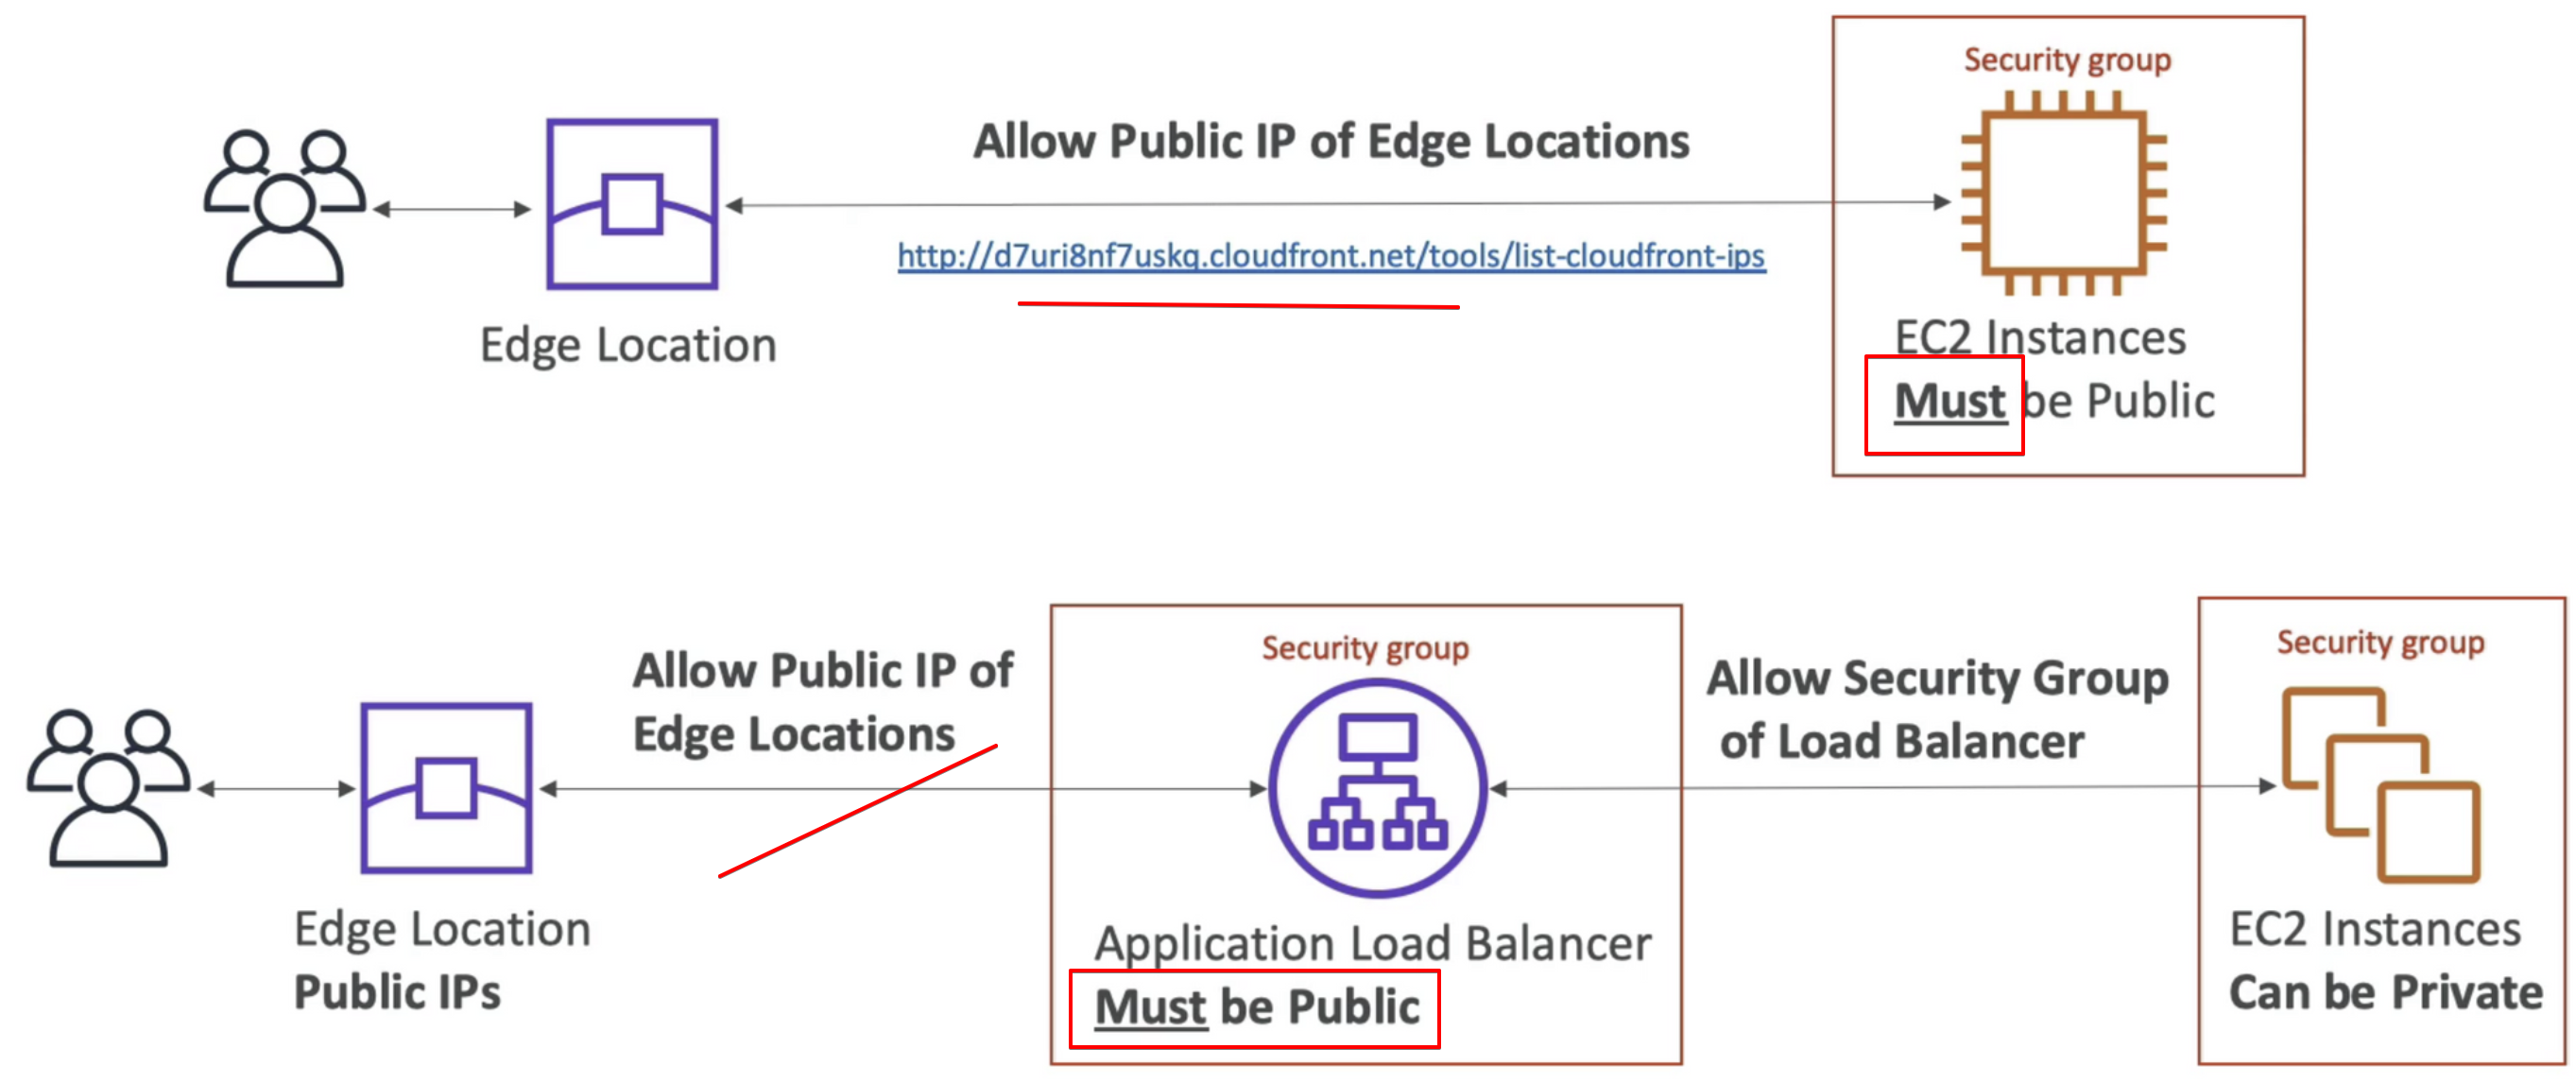 Security group
Allow Public IP of Edge Locations
http://d7uri8nf7uskq.cloudfront.net/tools/list-cloudfront-ips
Edge Location
EC2 Instances
Must be Public
Allow Public IP of
Edge Locations
Edge Location
Public IPs
Security group
Application Load Balancer
Must be Public
Allow Security Group
of Load Balancer
Security group
EC2 Instances
Can be Private